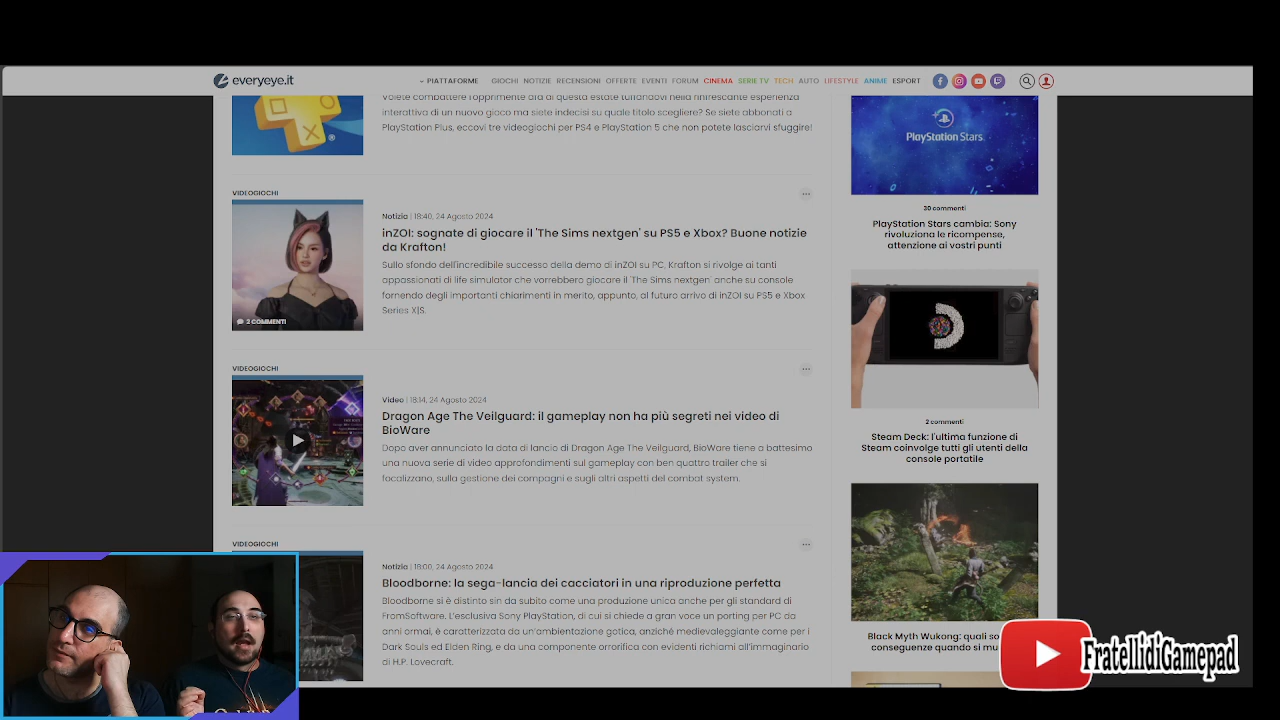 everyeye.it
PIATTAFORME GIOCHI NOTIZIE RECENSIONI OFFERTE EVENTI FORUM CINEMA SERIE TV TECH AUTO LIFESTYLE ANIME ESPORT
Volete combattere l'opprimente afa di questa estate tuffandovi nella rinfrescante esperienza
interattiva di un nuovo gioco ma siete indecisi su quale titolo scegliere? Se siete abbonati a
PlayStation Plus, eccovi tre videogiochi per PS4 e PlayStation 5 che non potete lasciarvi sfuggire!
VIDEOGIOCHI
2 COMMENTI
Notizia | 18:40, 24 Agosto 2024
inZOI: sognate di giocare il 'The Sims nextgen' su PS5 e Xbox? Buone notizie
da Krafton!
Sullo sfondo dell'incredibile successo della demo di inZOI su PC, Krafton si rivolge ai tanti
appassionati di life simulator che vorrebbero giocare il 'The Sims nextgen' anche su console
fornendo degli importanti chiarimenti in merito, appunto, al futuro arrivo di inZOI su PS5 e Xbox
Series X|S.
VIDEOGIOCHI
Video | 18:14, 24 Agosto 2024
Dragon Age The Veilguard: il gameplay non ha più segreti nei video di
BioWare
Dopo aver annunciato la data di lancio di Dragon Age The Veilguard, BioWare tiene a battesimo
una nuova serie di video approfondimenti sul gameplay con ben quattro trailer che si
focalizzano, sulla gestione dei compagni e sugli altri aspetti del combat system.
VIDEOGIOCHI
Notizia | 18:00, 24 Agosto 2024
Bloodborne: la sega-lancia dei cacciatori in una riproduzione perfetta
Bloodborne si è distinto sin da subito come una produzione unica anche per gli standard di
FromSoftware. L'esclusiva Sony PlayStation, di cui si chiede a gran voce un porting per PC da
anni ormai, è caratterizzata da un'ambientazione gotica, anziché medievaleggiante come per i
Dark Souls ed Elden Ring, e da una componente orrorifica con evidenti richiami all'immaginario
di H.P. Lovecraft.
PlayStation Stars
30 commenti
PlayStation Stars cambia: Sony
rivoluziona le ricompense,
attenzione ai vostri punti
2 commenti
Steam Deck: l'ultima funzione di
Steam coinvolge tutti gli utenti della
console portatile
Black Myth Wukong: quali so
conseguenze quando si mu
FratellidiGamepad